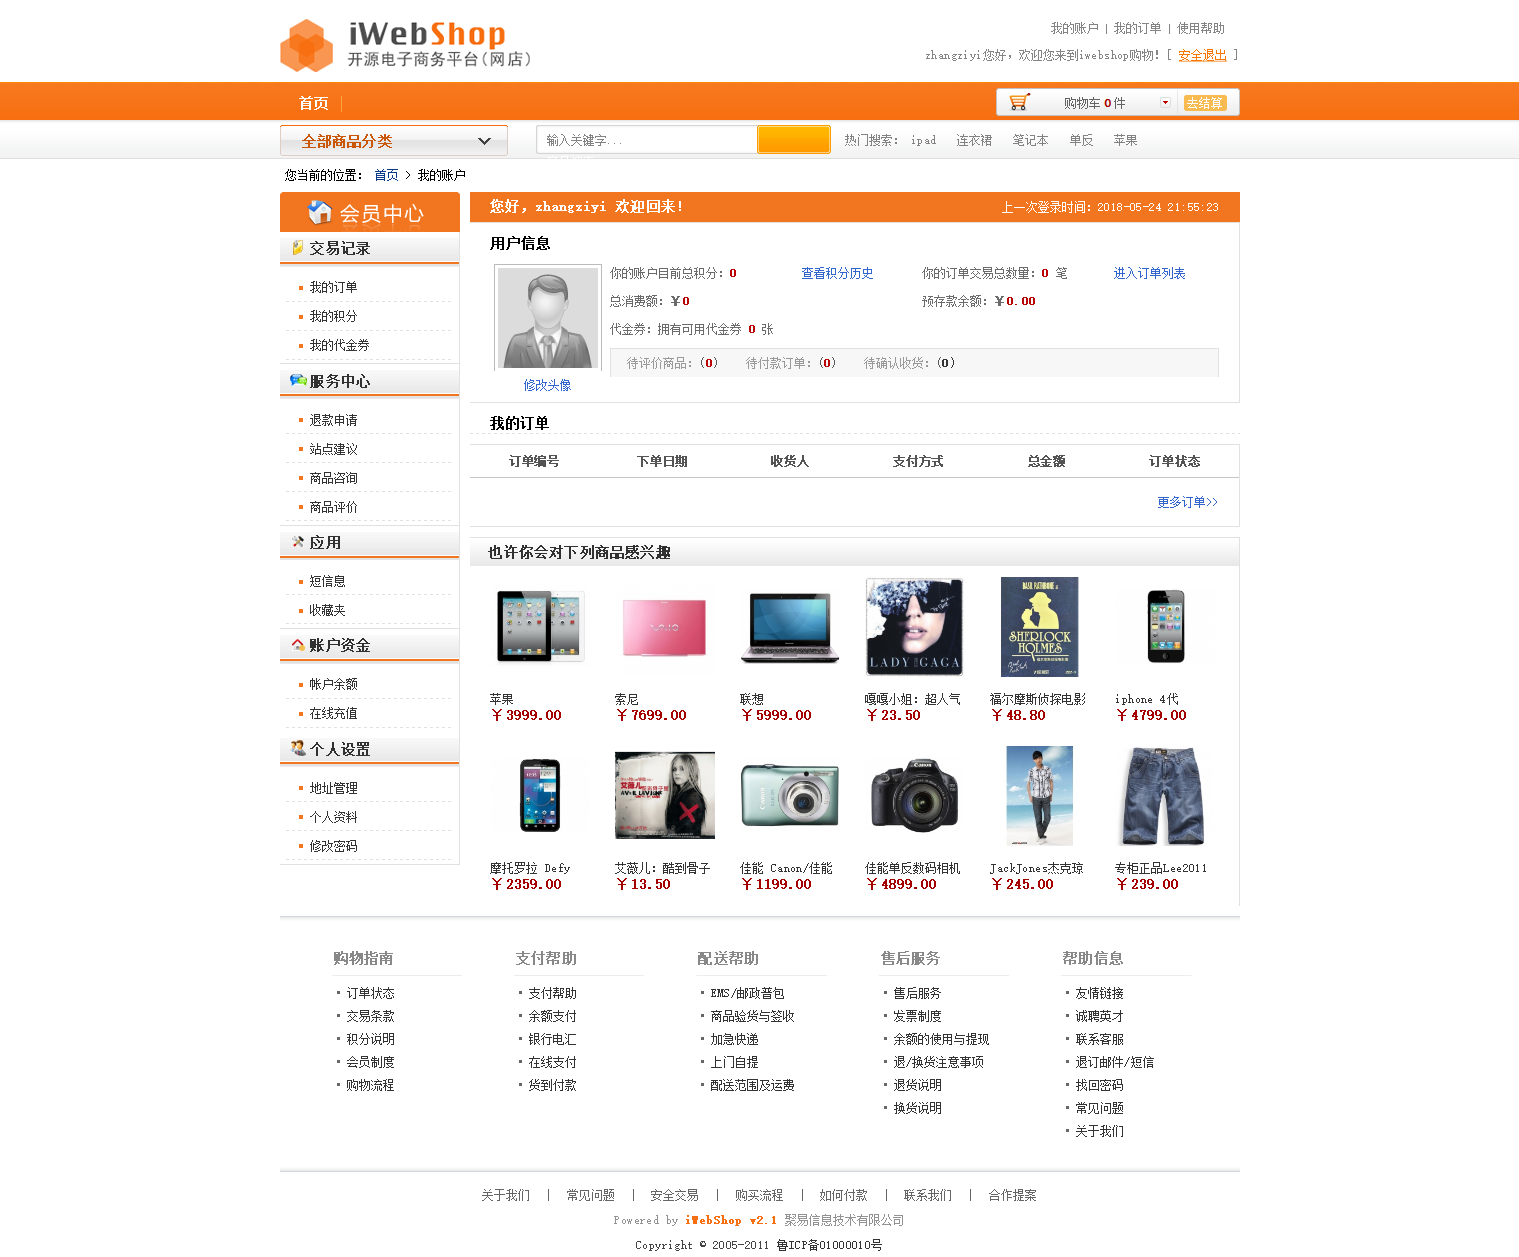 iWebShop
开源电子商务平台(网店)
我的账户 | 我的订单 | 使用帮助
zhangziyi您好，欢迎您来到iwebshop购物! [ 安全退出 ]
首页
购物车 0 件 去结算
全部商品分类
输入关键字...
热门搜索： ipad 连衣裙 笔记本 单反 苹果
您当前的位置： 首页 > 我的账户
会员中心
交易记录
我的订单
我的积分
我的代金券
服务中心
退款申请
站点建议
商品咨询
商品评价
应用
短信息
收藏夹
账户资金
帐户余额
在线充值
个人设置
地址管理
个人资料
修改密码
您好，zhangziyi 欢迎回来!
上一次登录时间: 2018-05-24 21:55:23
用户信息
你的账户目前总积分: 0 查看积分历史 你的订单交易总数量: 0 笔 进入订单列表
总消费额: ￥0 预存款余额: ￥0.00
代金券: 拥有可用代金券 0 张
待评价商品: (0) 待付款订单: (0) 待确认收货: (0)
修改头像
我的订单
订单编号 下单日期 收货人 支付方式 总金额 订单状态
更多订单>>
也许你会对下列商品感兴趣
VAIO
LADY GAGA
SHERLOCK HOLMES
苹果 索尼 联想 嘎嘎小姐: 超人气 福尔摩斯侦探电影 iphone 4代
￥3999.00 ￥7699.00 ￥5999.00 ￥23.50 ￥48.80 ￥4799.00
Canon
摩托罗拉 Defy 艾薇儿: 酷到骨子 佳能 Canon/佳能 佳能单反数码相机 JackJones杰克琼 专柜正品Lee2011
￥2359.00 ￥13.50 ￥1199.00 ￥4899.00 ￥245.00 ￥239.00
购物指南
订单状态
交易条款
积分说明
会员制度
购物流程
支付帮助
支付帮助
余额支付
银行电汇
在线支付
货到付款
配送帮助
EMS/邮政普包
商品验货与签收
加急快递
上门自提
配送范围及运费
售后服务
售后服务
发票制度
余额的使用与提现
退/换货注意事项
退货说明
换货说明
帮助信息
友情链接
诚聘英才
联系客服
退订邮件/短信
找回密码
常见问题
关于我们
关于我们 | 常见问题 | 安全交易 | 购买流程 | 如何付款 | 联系我们 | 合作提案
Powered by iWebShop v2.1 聚易信息技术有限公司
Copyright © 2005-2011 鲁ICP备01000010号